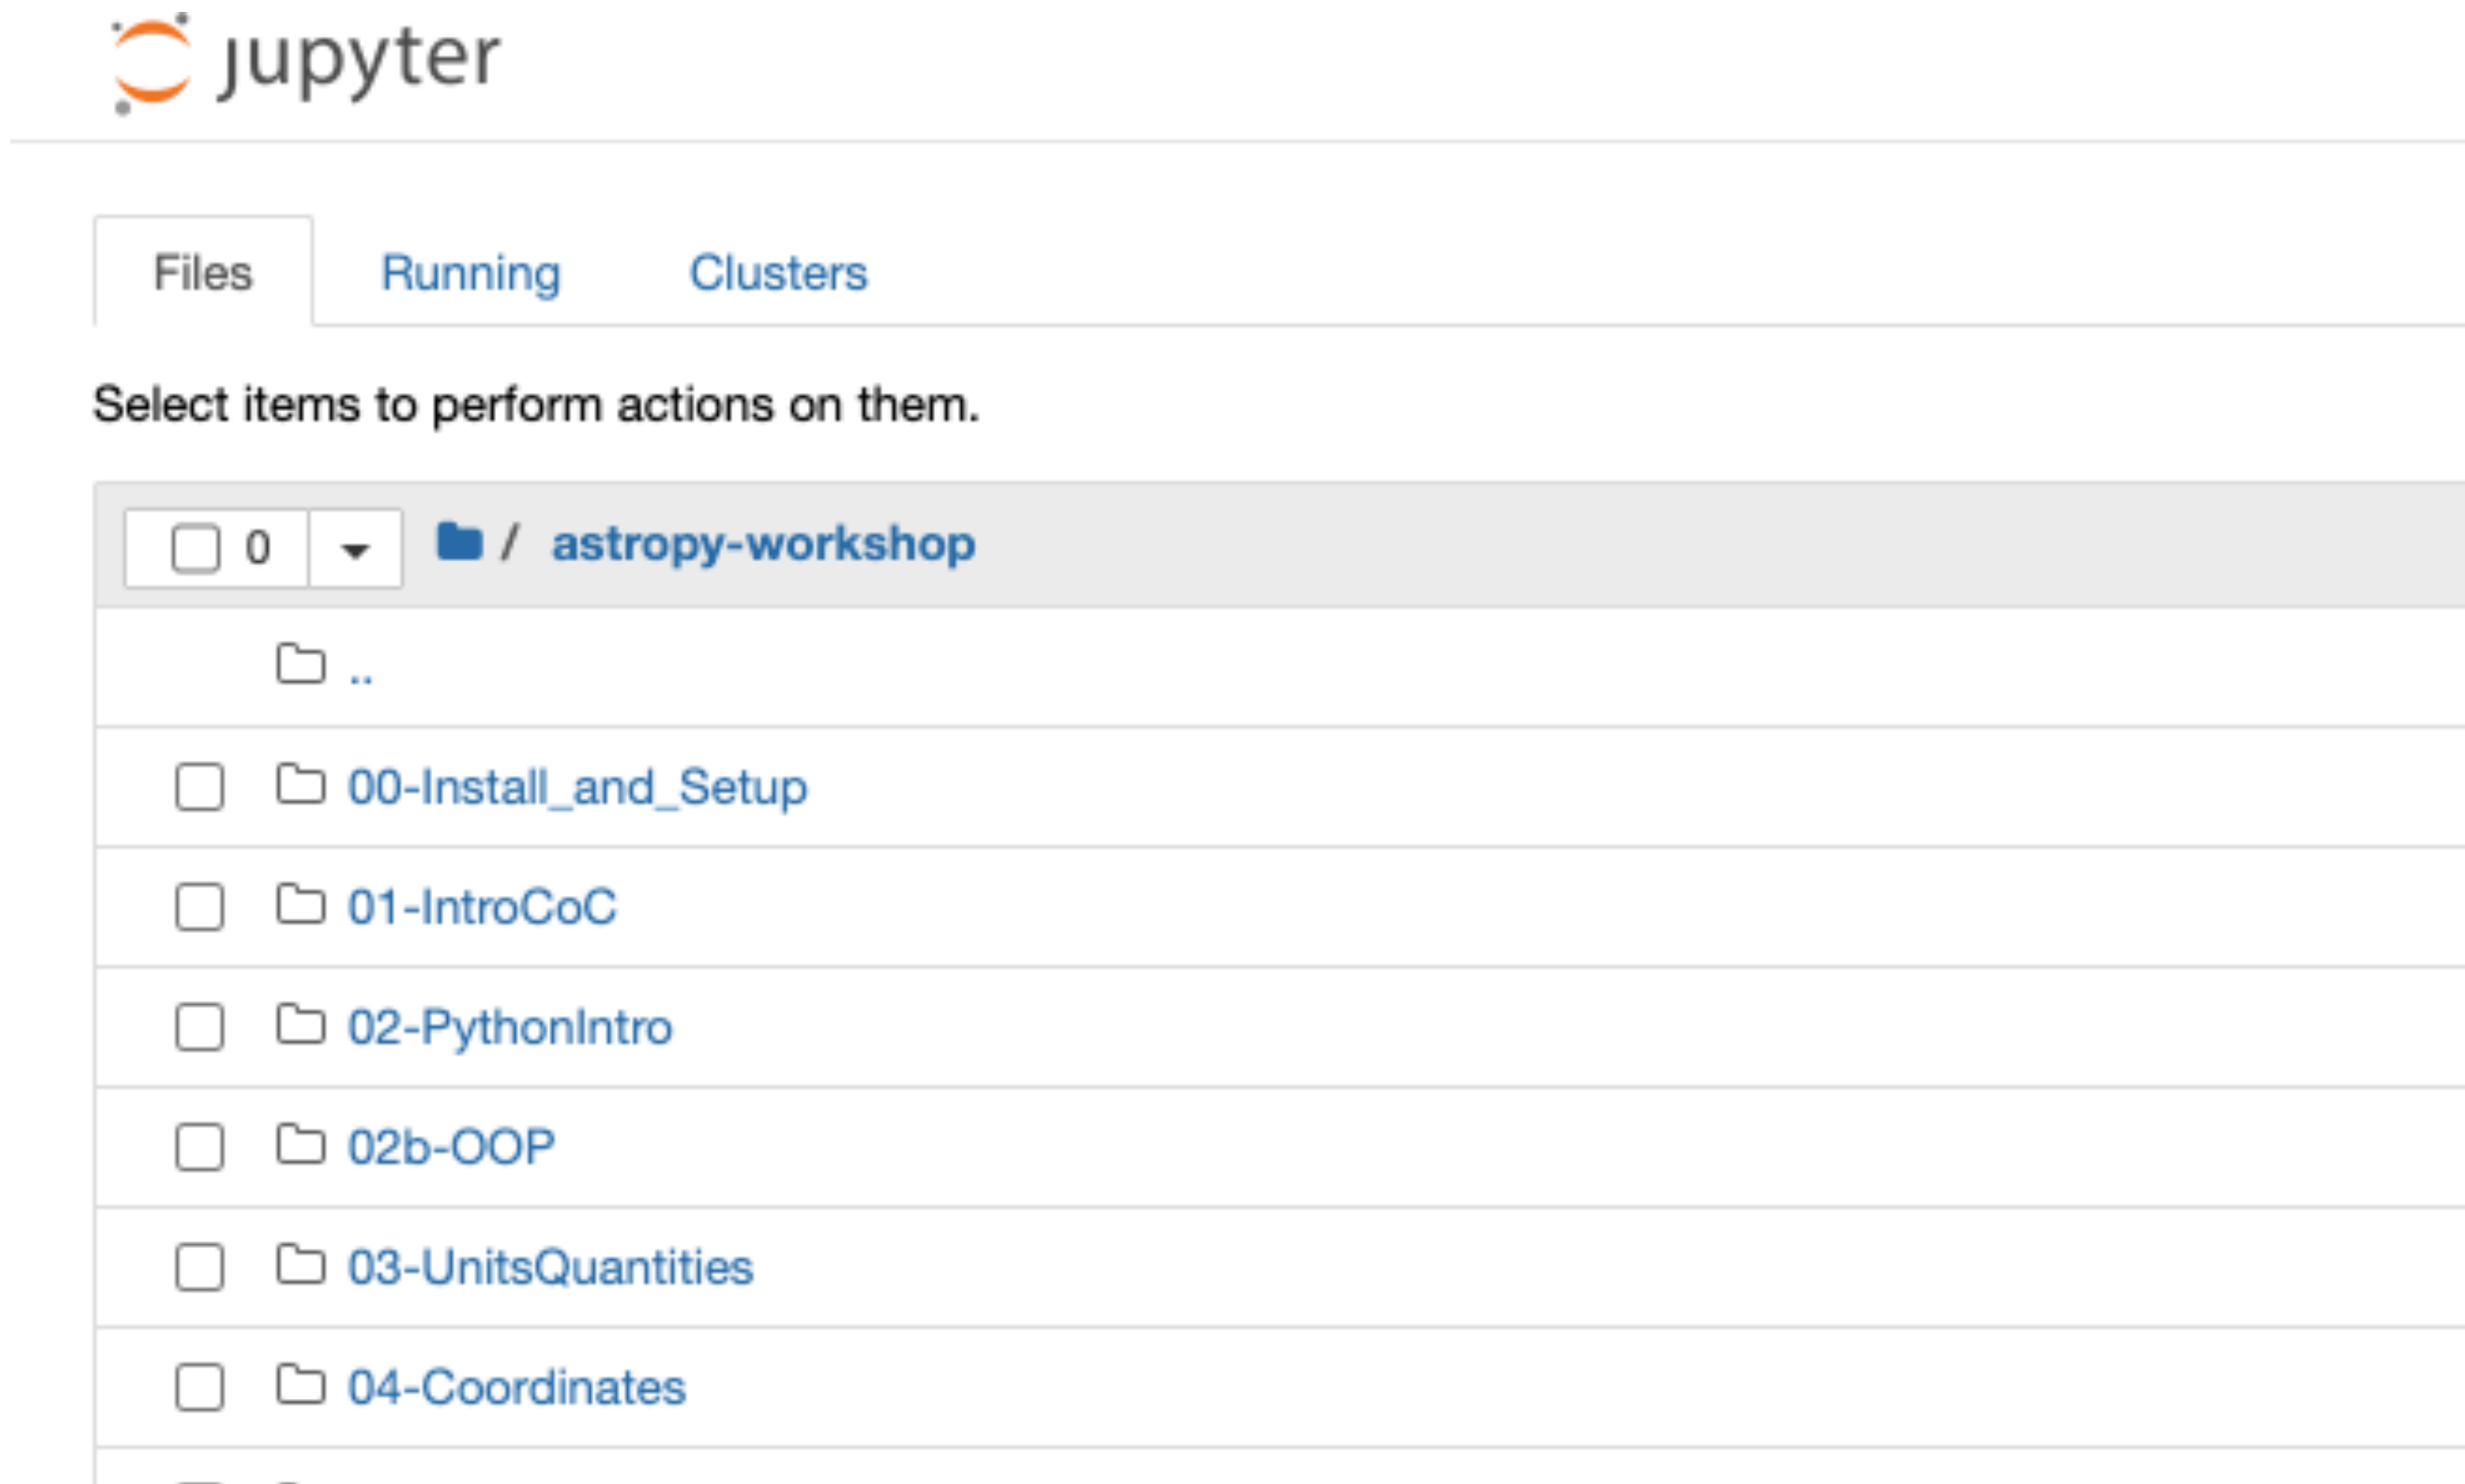 jupyter
Files Running Clusters
Select items to perform actions on them.
0 / astropy-workshop
..
00-Install_and_Setup
01-IntroCoC
02-PythonIntro
02b-OOP
03-UnitsQuantities
04-Coordinates